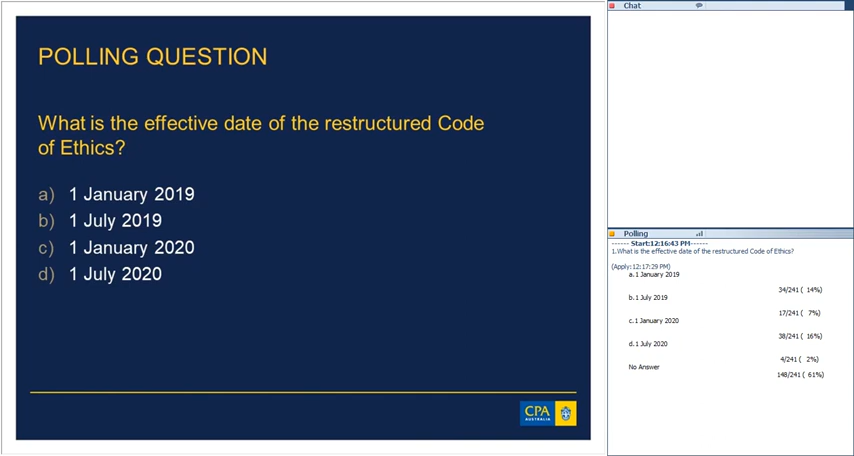 POLLING QUESTION
What is the effective date of the restructured Code
of Ethics?
a) 1 January 2019
b) 1 July 2019
c) 1 January 2020
d) 1 July 2020
CPA
AUSTRALIA
Chat
Polling
------ Start:12:16:43 PM------
1.What is the effective date of the restructured Code of Ethics?
(Apply:12:17:29 PM)
a.1 January 2019
34/241 ( 14%)
b.1 July 2019
17/241 ( 7%)
c.1 January 2020
38/241 ( 16%)
d.1 July 2020
4/241 ( 2%)
No Answer
148/241 ( 61%)